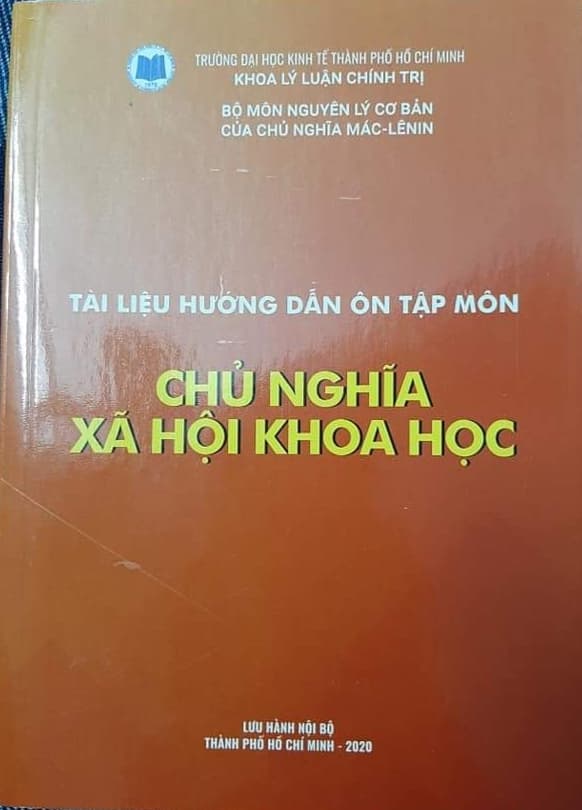 TRƯỜNG ĐẠI HỌC KINH TẾ THÀNH PHỐ HỒ CHÍ MINH
KHOA LÝ LUẬN CHÍNH TRỊ
BỘ MÔN NGUYÊN LÝ CƠ BẢN
CỦA CHỦ NGHĨA MÁC-LÊNIN
TÀI LIỆU HƯỚNG DẪN ÔN TẬP MÔN
CHỦ NGHĨA
XÃ HỘI KHOA HỌC
LƯU HÀNH NỘI BỘ
THÀNH PHỐ HỒ CHÍ MINH - 2020